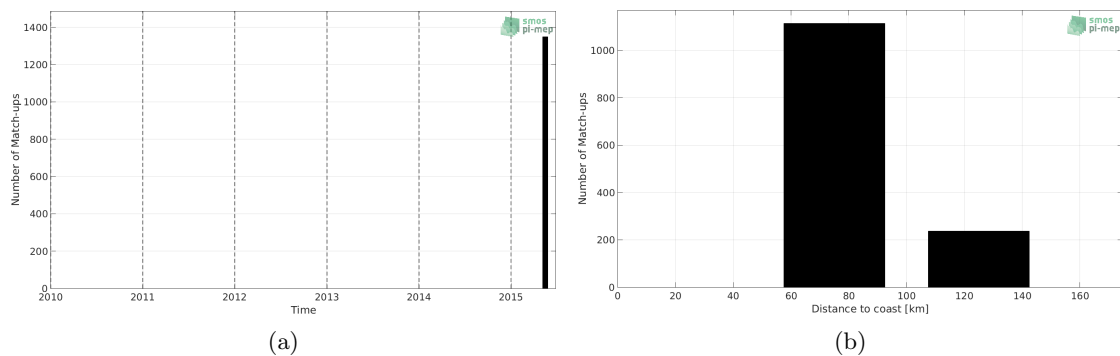 1400
1200
1000
800
600
400
200
0
Number of Match-ups
2010 2011 2012 2013 2014 2015
Time
smos
pi-mep
(a)
1000
800
600
400
200
0
Number of Match-ups
0 20 40 60 80 100 120 140 160
Distance to coast [km]
smos
pi-mep
(b)